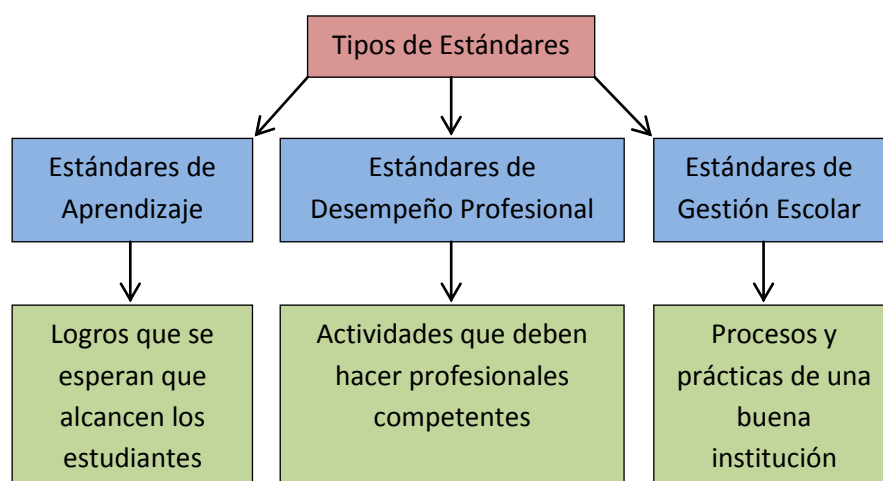 Tipos de Estándares
Estándares de
Aprendizaje
Estándares de
Desempeño Profesional
Estándares de
Gestión Escolar
Logros que se
esperan que
alcancen los
estudiantes
Actividades que deben
hacer profesionales
competentes
Procesos y
prácticas de una
buena
institución